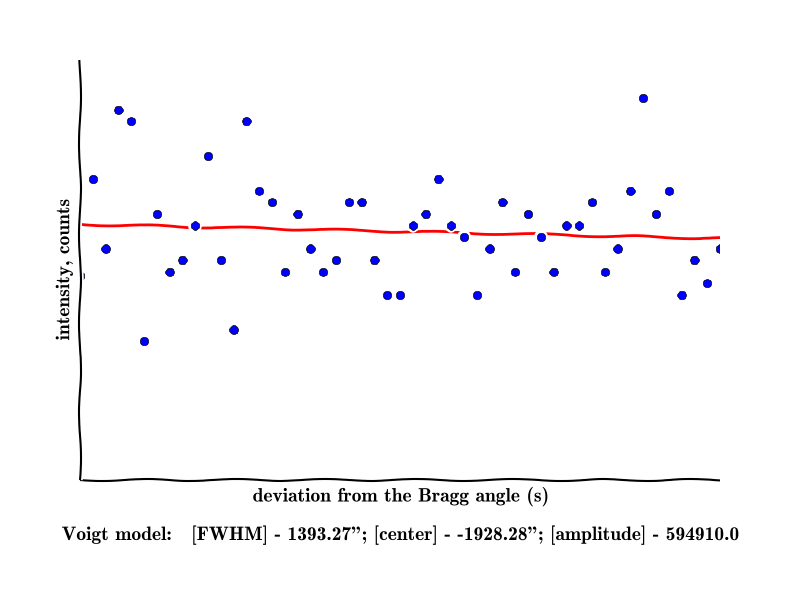 intensity, counts
deviation from the Bragg angle (s)
Voigt model: [FWHM] - 1393.27”; [center] - -1928.28”; [amplitude] - 594910.0